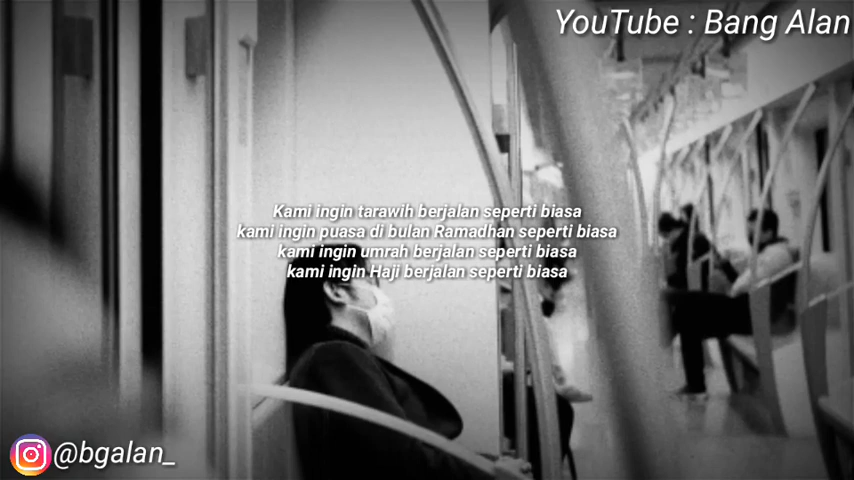 YouTube : Bang Alan
Kami ingin tarawih berjalan seperti biasa
kami ingin puasa di bulan Ramadhan seperti biasa
kami ingin umrah berjalan seperti biasa
kami ingin Haji berjalan seperti biasa
@bgalan_